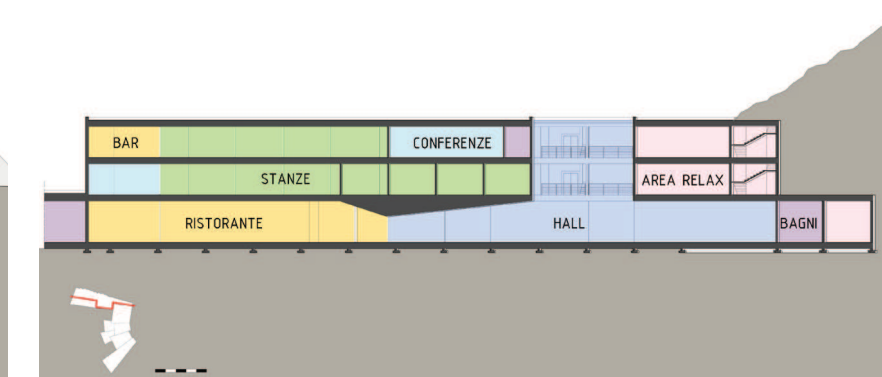 BAR
CONFERENZE
STANZE
AREA RELAX
RISTORANTE
HALL
BAGNI